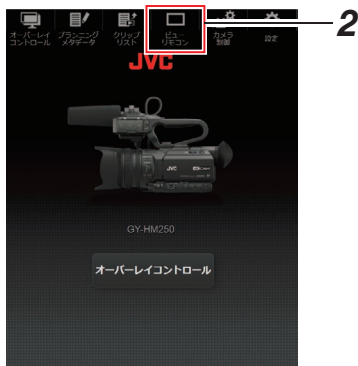 オーバーレイ
コントロール
プランニング
メタデータ
クリップ
リスト
ビュー
リモコン
カメラ
制御
設定
2
JVC
JVC
GY-HM250
オーバーレイコントロール